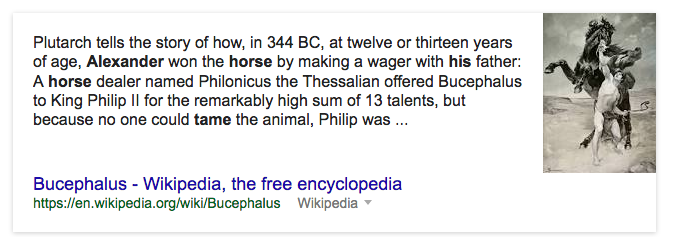 Plutarch tells the story of how, in 344 BC, at twelve or thirteen years
of age, Alexander won the horse by making a wager with his father:
A horse dealer named Philonicus the Thessalian offered Bucephalus
to King Philip II for the remarkably high sum of 13 talents, but
because no one could tame the animal, Philip was ...
Bucephalus - Wikipedia, the free encyclopedia
https://en.wikipedia.org/wiki/Bucephalus Wikipedia